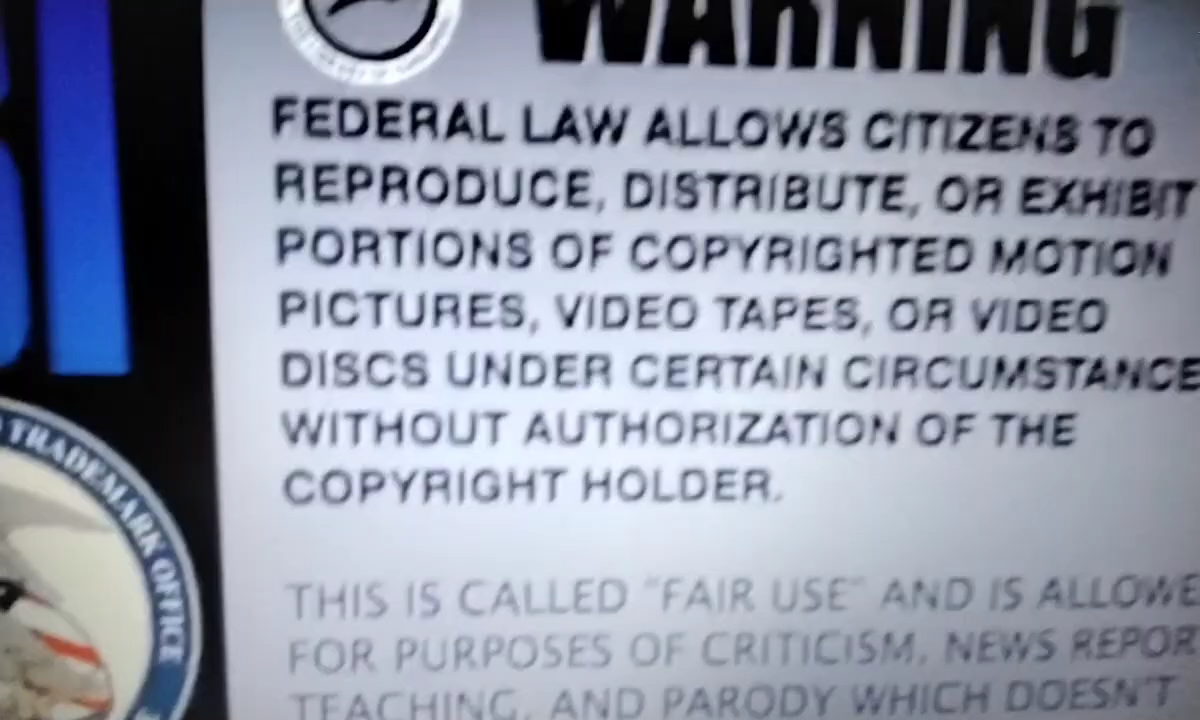 WARNING
FEDERAL LAW ALLOWS CITIZENS TO
REPRODUCE, DISTRIBUTE, OR EXHIBIT
PORTIONS OF COPYRIGHTED MOTION
PICTURES, VIDEO TAPES, OR VIDEO
DISCS UNDER CERTAIN CIRCUMSTANCE
WITHOUT AUTHORIZATION OF THE
COPYRIGHT HOLDER.
THIS IS CALLED "FAIR USE" AND IS ALLOWE
FOR PURPOSES OF CRITICISM, NEWS REPOR
TEACHING, AND PARODY WHICH DOESN'T
TRADEMARK OFFICE